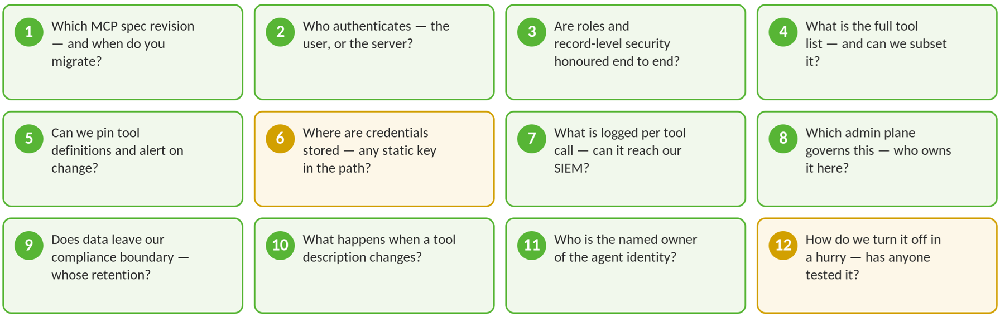 1
Which MCP spec revision
— and when do you
migrate?
2
Who authenticates — the
user, or the server?
3
Are roles and
record-level security
honoured end to end?
4
What is the full tool
list — and can we subset
it?
5
Can we pin tool
definitions and alert on
change?
6
Where are credentials
stored — any static key
in the path?
7
What is logged per tool
call — can it reach our
SIEM?
8
Which admin plane
governs this — who owns
it here?
9
Does data leave our
compliance boundary —
whose retention?
10
What happens when a tool
description changes?
11
Who is the named owner
of the agent identity?
12
How do we turn it off in
a hurry — has anyone
tested it?